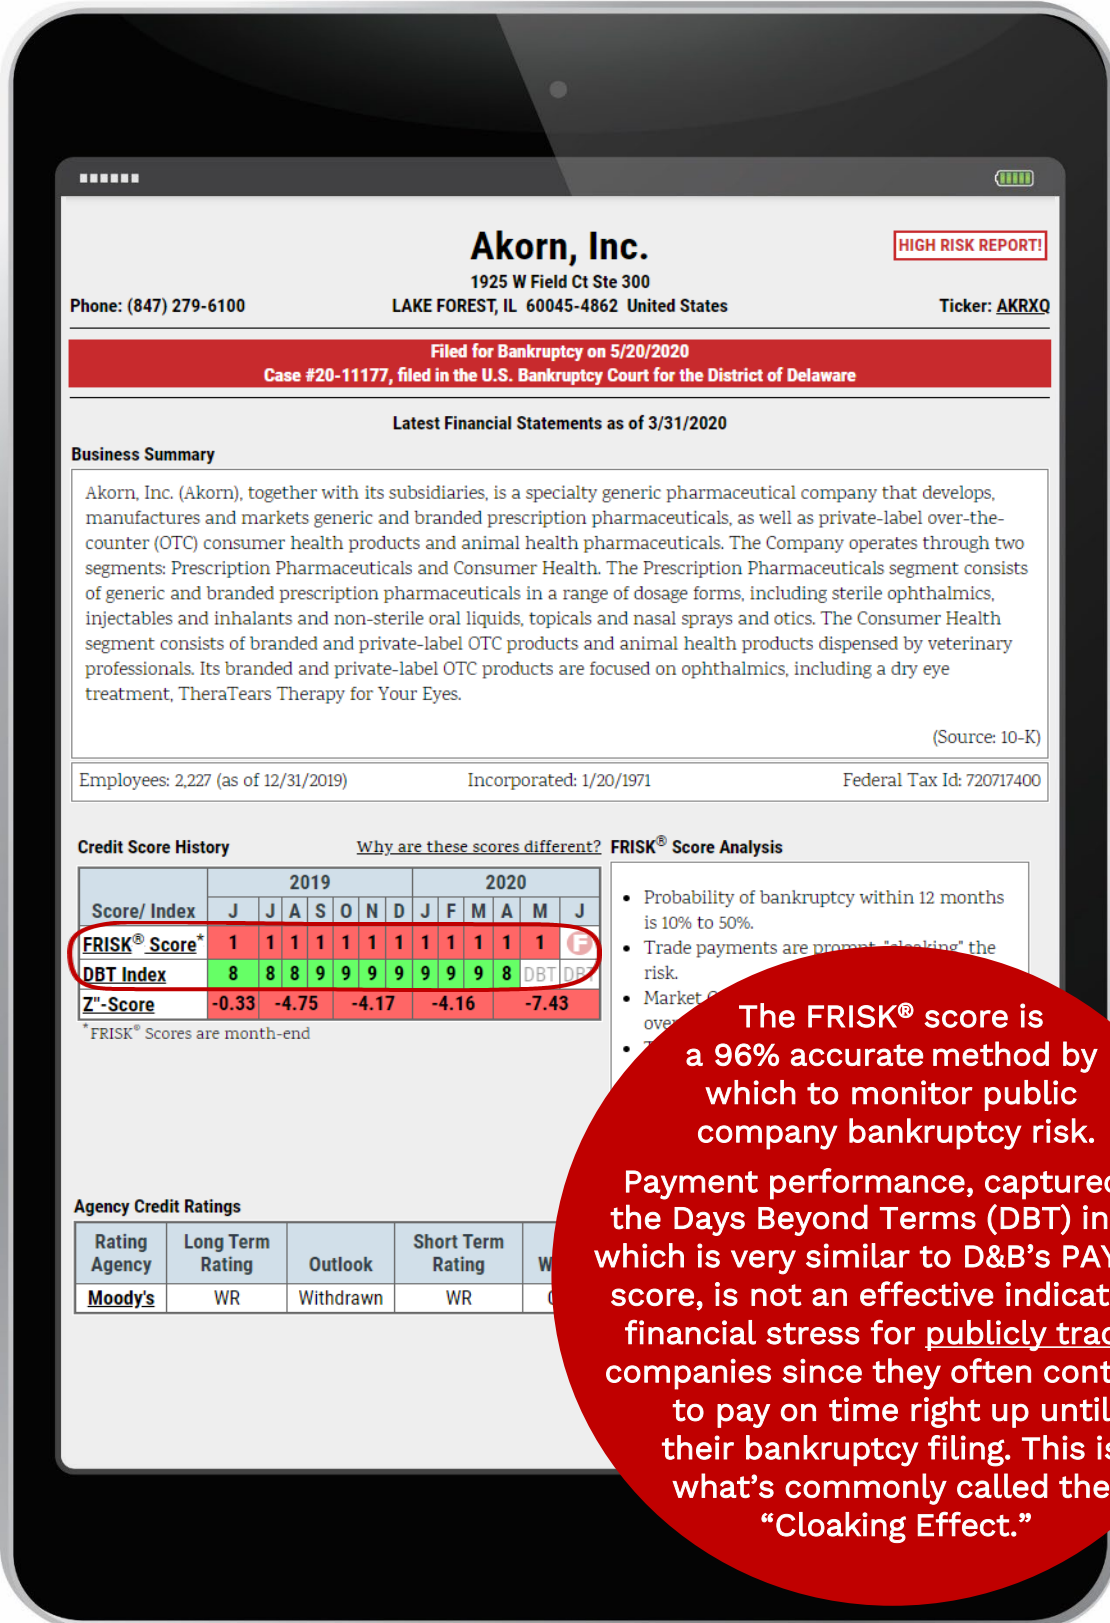 Akorn, Inc.
HIGH RISK REPORT!
1925 W Field Ct Ste 300
Phone: (847) 279-6100 LAKE FOREST, IL 60045-4862 United States Ticker: AKRXQ
Filed for Bankruptcy on 5/20/2020
Case #20-11177, filed in the U.S. Bankruptcy Court for the District of Delaware
Latest Financial Statements as of 3/31/2020
Business Summary
Akorn, Inc. (Akorn), together with its subsidiaries, is a specialty generic pharmaceutical company that develops,
manufactures and markets generic and branded prescription pharmaceuticals, as well as private-label over-the-
counter (OTC) consumer health products and animal health pharmaceuticals. The Company operates through two
segments: Prescription Pharmaceuticals and Consumer Health. The Prescription Pharmaceuticals segment consists
of generic and branded prescription pharmaceuticals in a range of dosage forms, including sterile ophthalmics,
injectables and inhalants and non-sterile oral liquids, topicals and nasal sprays and otics. The Consumer Health
segment consists of branded and private-label OTC products and animal health products dispensed by veterinary
professionals. Its branded and private-label OTC products are focused on ophthalmics, including a dry eye
treatment, TheraTears Therapy for Your Eyes.
(Source: 10-K)
Employees: 2,227 (as of 12/31/2019) Incorporated: 1/20/1971 Federal Tax Id: 720717400
Credit Score History Why are these scores different?
2019 2020
Score/ Index J J A S O N D J F M A M J
FRISK® Score* 1 1 1 1 1 1 1 1 1 1 1 1 F
DBT Index 8 8 8 9 9 9 9 9 9 9 8 DBT DBT
Z"-Score -0.33 -4.75 -4.17 -4.16 -7.43
*FRISK® Scores are month-end
FRISK® Score Analysis
• Probability of bankruptcy within 12 months
is 10% to 50%.
• Trade payments are prompt, "cloaking" the
risk.
• Market
Agency Credit Ratings
Rating Agency Long Term Rating Outlook Short Term Rating
Moody's WR Withdrawn WR
The FRISK® score is
a 96% accurate method by
which to monitor public
company bankruptcy risk.
Payment performance, captured
the Days Beyond Terms (DBT) in
which is very similar to D&B's PAY
score, is not an effective
financial stress for publicly
companies since they often
to pay on time right up until
their bankruptcy filing. This is
what's commonly called the
“Cloaking Effect.”